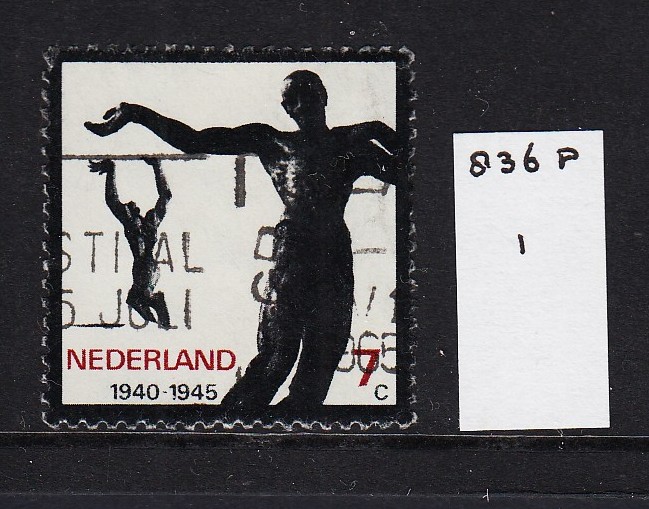 STIVAL
5 JULI
NEDERLAND
7
1940-1945
C
836 P
1